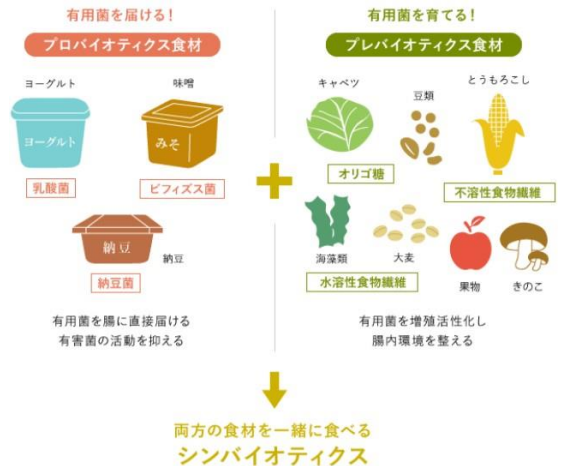 有用菌を届ける！
プロバイオティクス食材
ヨーグルト
ヨーグルト
乳酸菌
味噌
みそ
ビフィズス菌
納豆
納豆
納豆菌
有用菌を腸に直接届ける
有害菌の活動を抑える
有用菌を育てる！
プレバイオティクス食材
キャベツ
豆類
とうもろこし
オリゴ糖
不溶性食物繊維
海藻類
大麦
水溶性食物繊維
果物
きのこ
有用菌を増殖活性化し
腸内環境を整える
両方の食材を一緒に食べる
シンバイオティクス